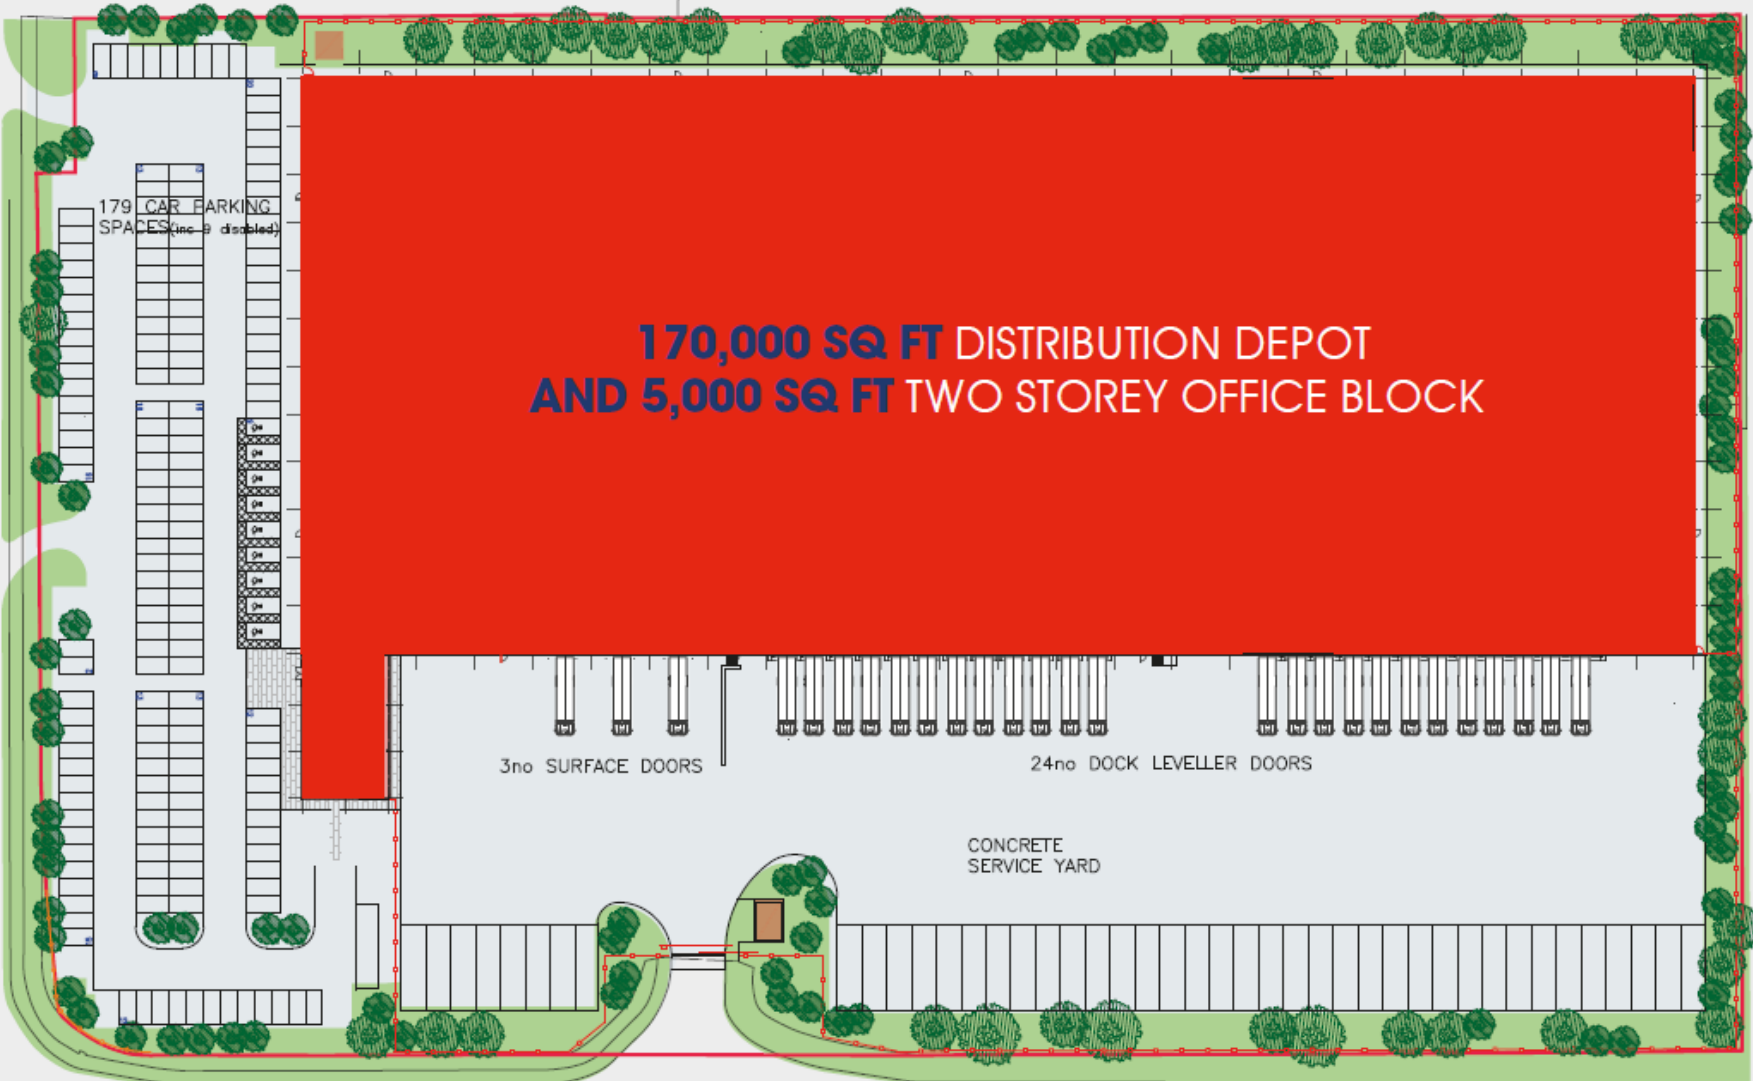 179 CAR PARKING
SPACES(inc 9 disabled)
170,000 SQ FT DISTRIBUTION DEPOT
AND 5,000 SQ FT TWO STOREY OFFICE BLOCK
3no SURFACE DOORS
24no DOCK LEVELLER DOORS
CONCRETE
SERVICE YARD